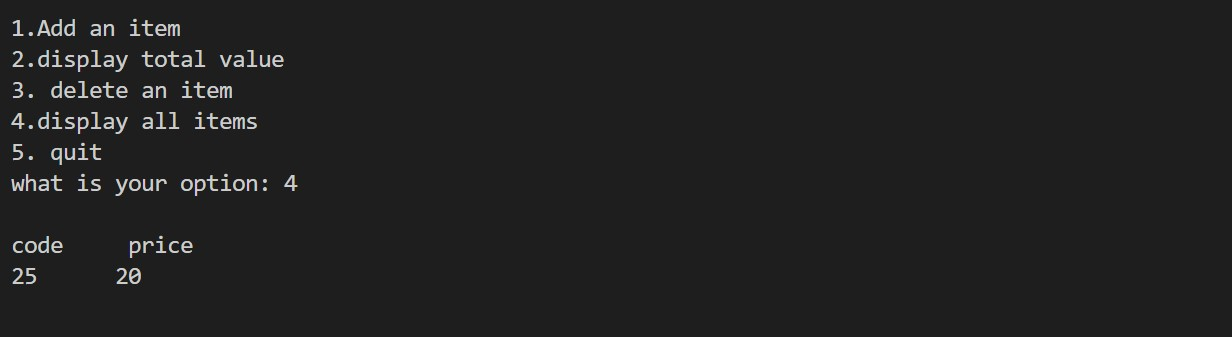 1.Add an item
2.display total value
3. delete an item
4.display all items
5. quit
what is your option: 4
code     price
25      20